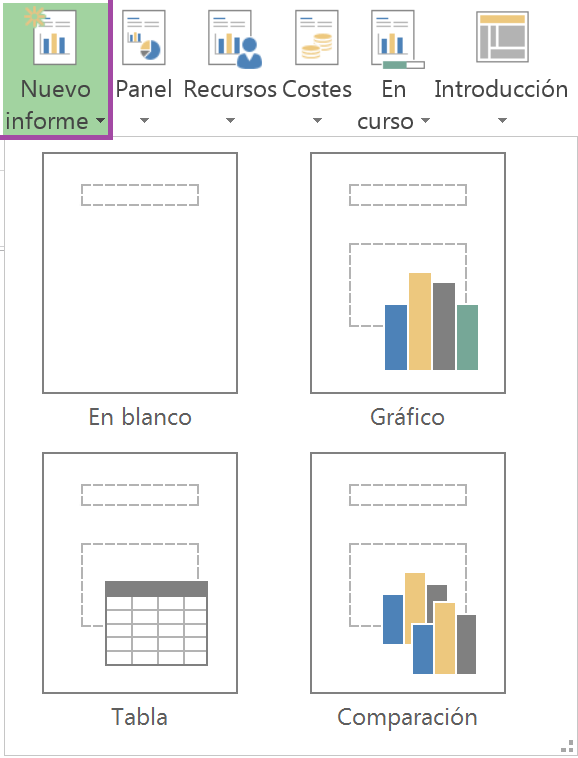 Nuevo informe
Panel
Recursos
Costes
En curso
Introducción
En blanco
Gráfico
Tabla
Comparación